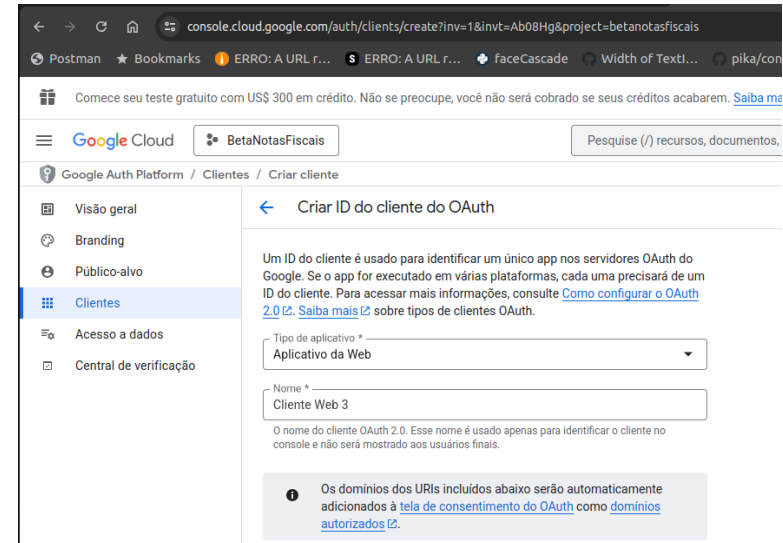 console.cloud.google.com/auth/clients/create?inv=1&invt=Ab08Hg&project=betanotasfiscais
Postman ★ Bookmarks ERRO: A URL r... S ERRO: A URL r... faceCascade Width of TextI... pika/con
Comece seu teste gratuito com US$ 300 em crédito. Não se preocupe, você não será cobrado se seus créditos acabarem. Saiba ma
Google Cloud BetaNotasFiscais Pesquise (/) recursos, documentos,
Google Auth Platform / Clientes / Criar cliente
Visão geral
Branding
Público-alvo
Clientes
Acesso a dados
Central de verificação
Criar ID do cliente do OAuth
Um ID do cliente é usado para identificar um único app nos servidores OAuth do
Google. Se o app for executado em várias plataformas, cada uma precisará de um
ID do cliente. Para acessar mais informações, consulte Como configurar o OAuth
2.0. Saiba mais sobre tipos de clientes OAuth.
Tipo de aplicativo *
Aplicativo da Web
Nome *
Cliente Web 3
O nome do cliente OAuth 2.0. Esse nome é usado apenas para identificar o cliente no
console e não será mostrado aos usuários finais.
Os domínios dos URIs incluídos abaixo serão automaticamente
adicionados à tela de consentimento do OAuth como domínios
autorizados.